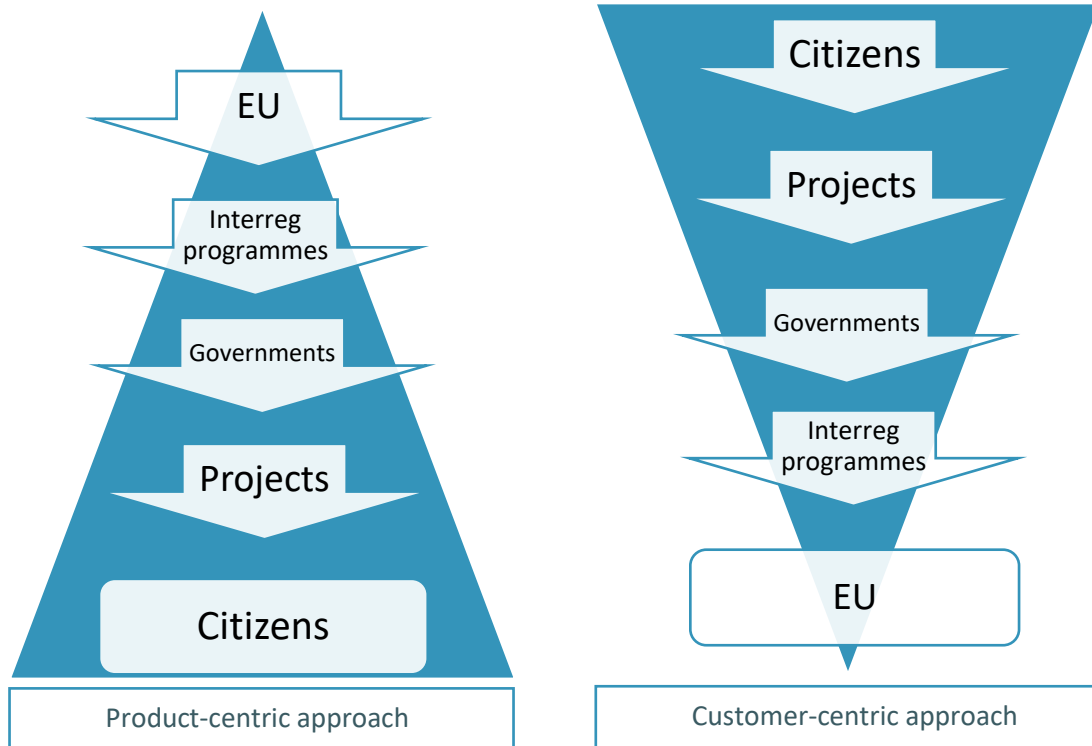 EU
Interreg
programmes
Governments
Projects
Citizens
Product-centric approach
Citizens
Projects
Governments
Interreg
programmes
EU
Customer-centric approach